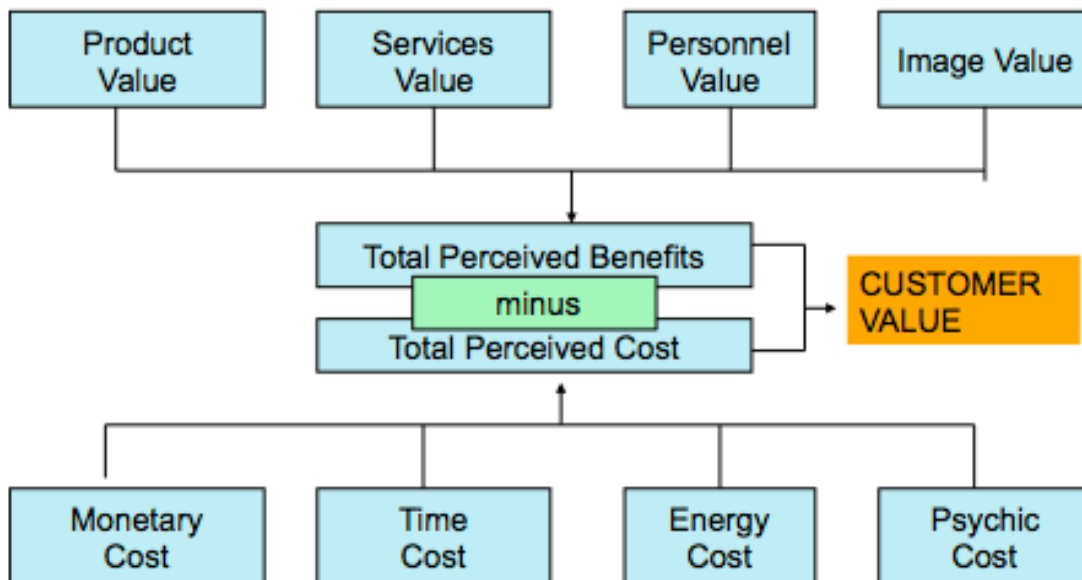 Product
Value
Services
Value
Personnel
Value
Image Value
Total Perceived Benefits
minus
Total Perceived Cost
CUSTOMER
VALUE
Monetary
Cost
Time
Cost
Energy
Cost
Psychic
Cost